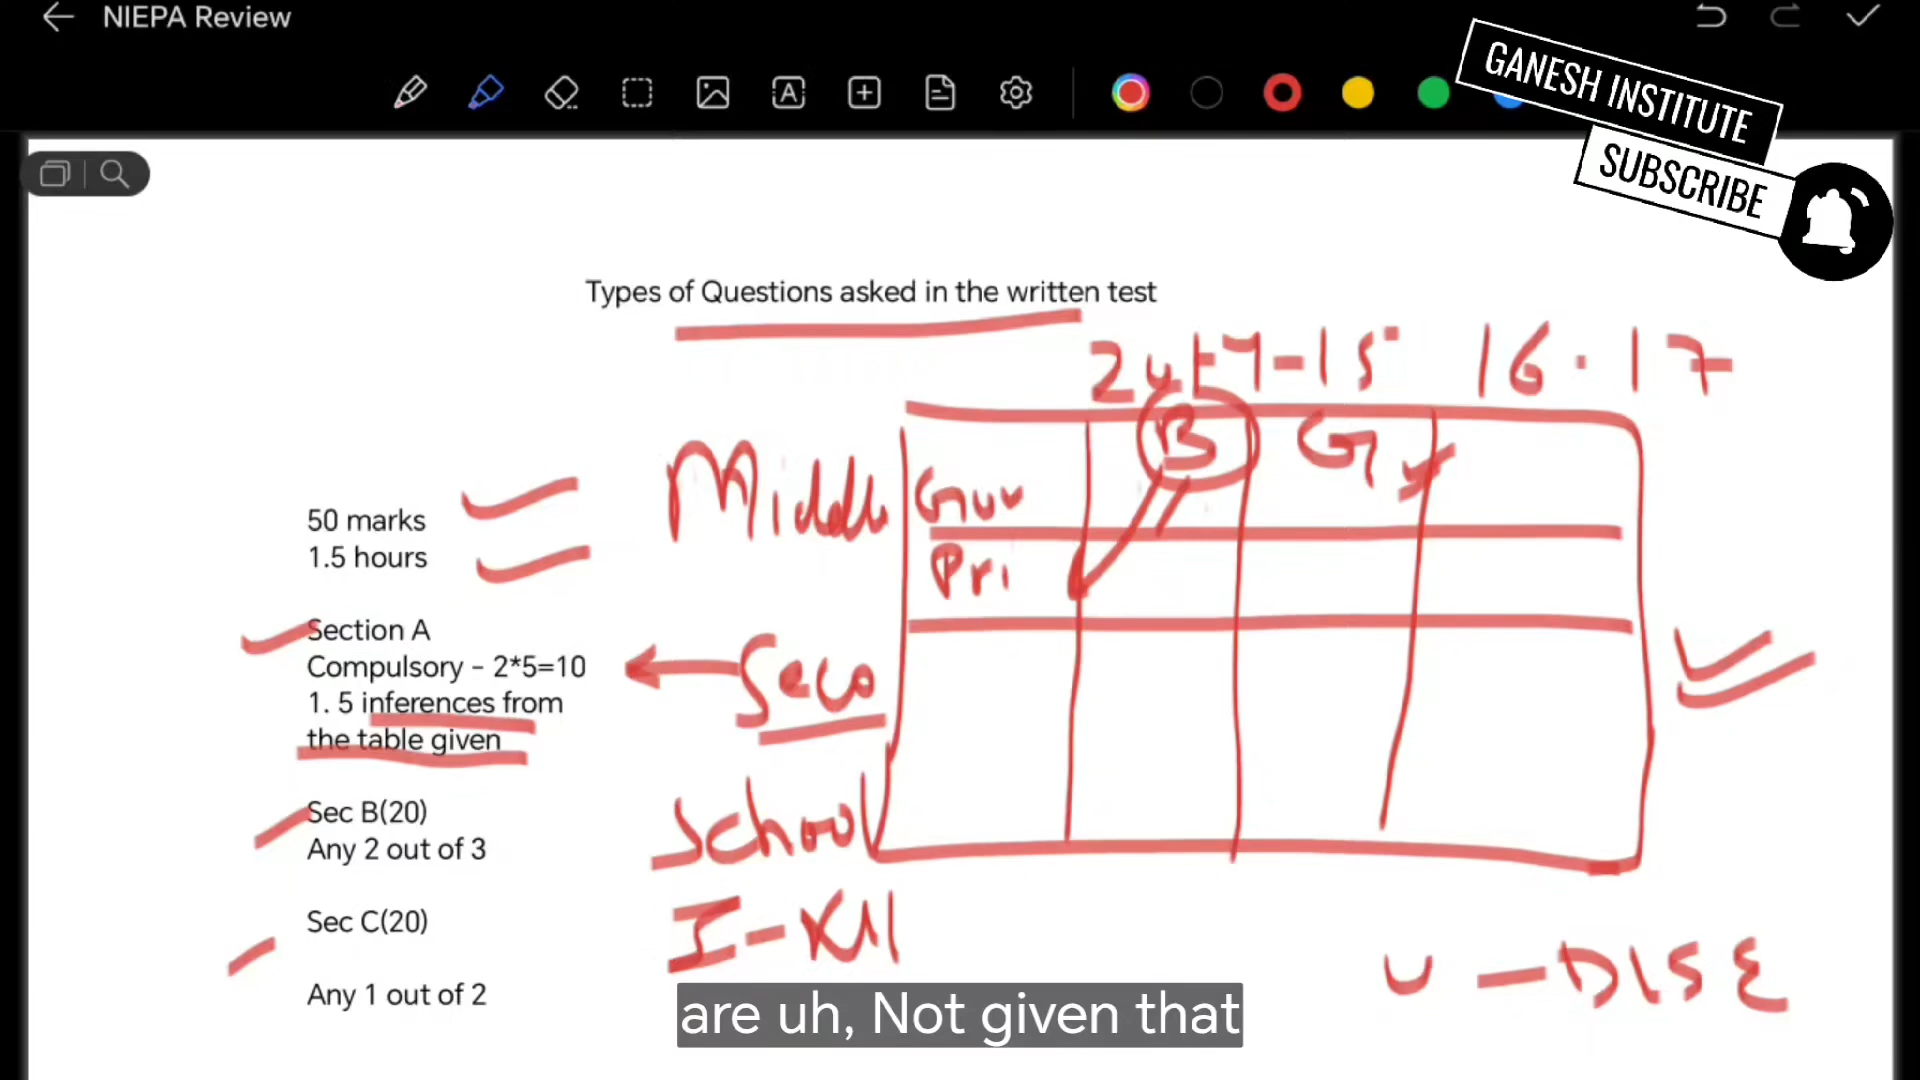 NIEPA Review
GANESH INSTITUTE
SUBSCRIBE
Types of Questions asked in the written test
2014-15 16-17
B G
Middle Guv
Pri
50 marks
1.5 hours
Section A
Compulsory - 2*5=10
1. 5 inferences from
the table given
Seco
Sec B(20)
Any 2 out of 3
School
I-XII
Sec C(20)
Any 1 out of 2
U-DISE
are uh, Not given that